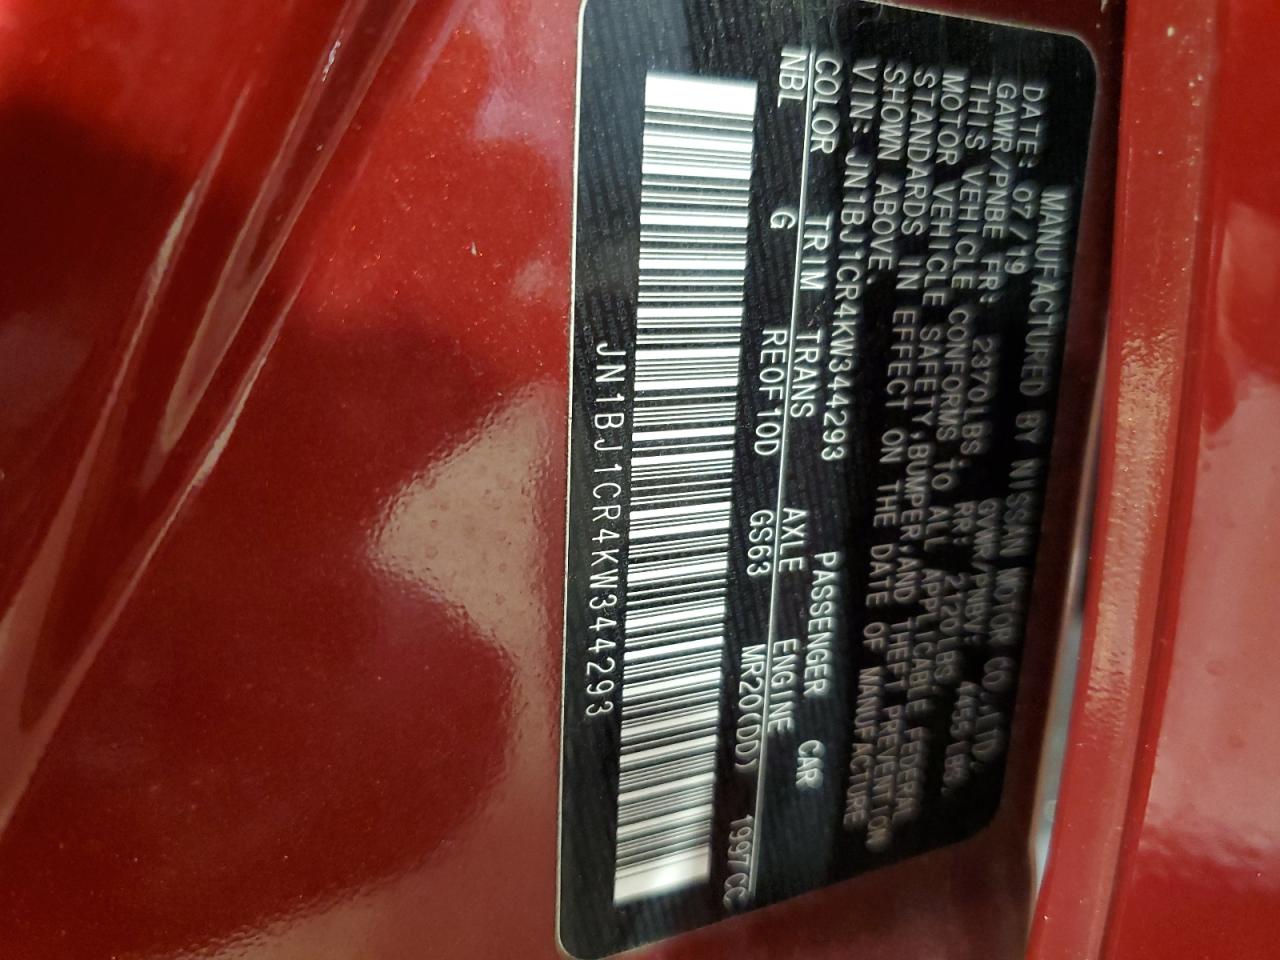 MANUFACTURED BY NISSAN MOTOR CO.,LTD.
DATE: 07/19 GVWR/PNBV: 4455LBS.
GAWR/PNBE FR: 2370LBS. RR: 2120LBS.
THIS VEHICLE CONFORMS TO ALL APPLICABLE FEDERAL
MOTOR VEHICLE SAFETY,BUMPER,AND THEFT PREVENTION
STANDARDS IN EFFECT ON THE DATE OF MANUFACTURE
SHOWN ABOVE.
VIN: JN1BJ1CR4KW344293 PASSENGER CAR
COLOR TRIM TRANS AXLE ENGINE
NBL G RE0F10D GS63 MR20(DD) 1997CC
JN1BJ1CR4KW344293